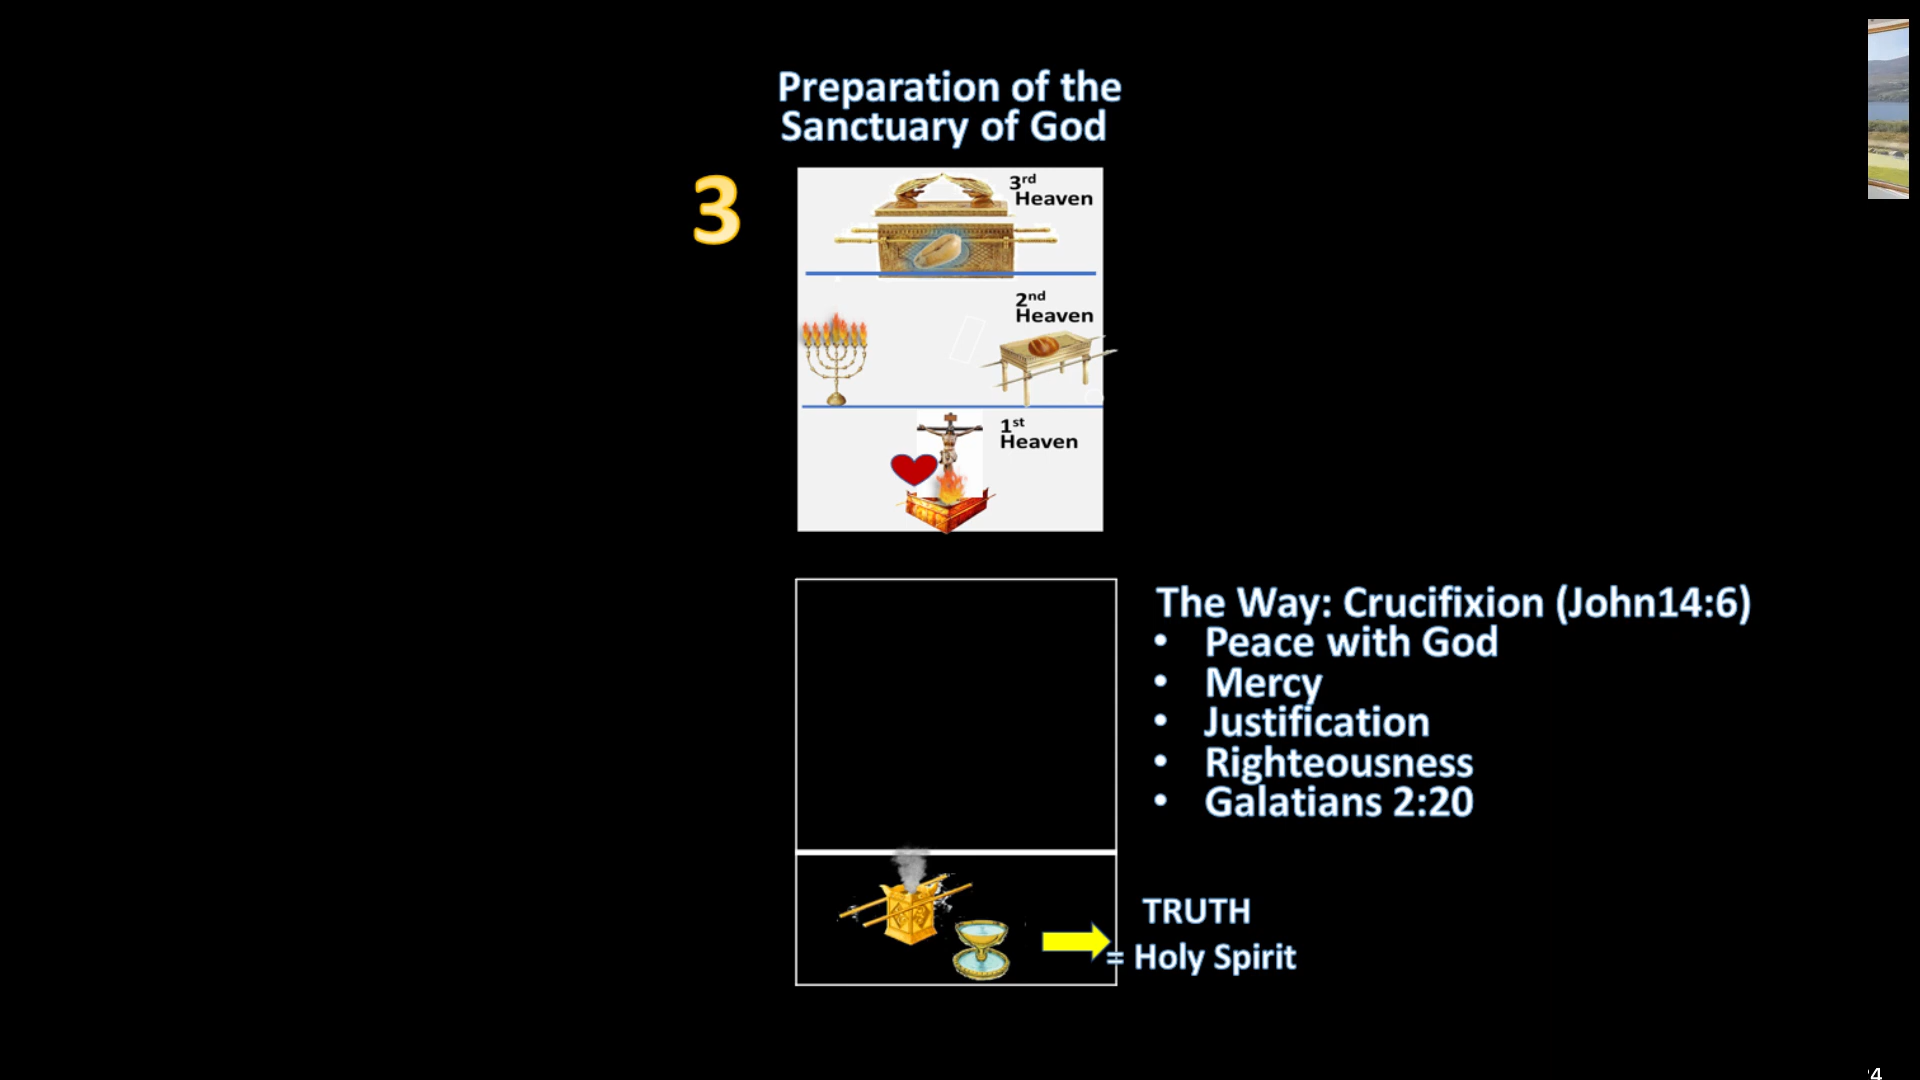 Preparation of the
Sanctuary of God
3
3rd
Heaven
2nd
Heaven
1st
Heaven
The Way: Crucifixion (John14:6)
• Peace with God
• Mercy
• Justification
• Righteousness
• Galatians 2:20
TRUTH
= Holy Spirit
4